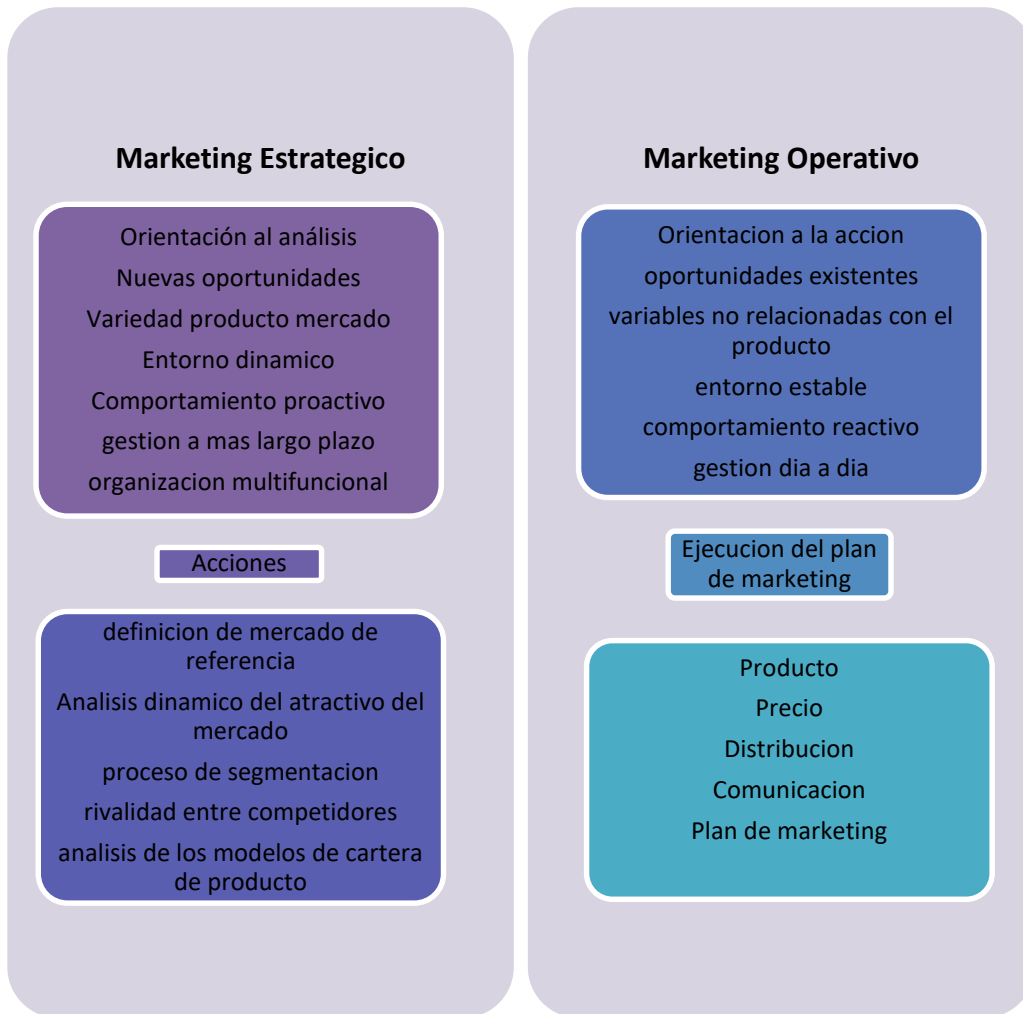 Marketing Estrategico
Orientación al análisis
Nuevas oportunidades
Variedad producto mercado
Entorno dinamico
Comportamiento proactivo
gestion a mas largo plazo
organizacion multifuncional
Acciones
definicion de mercado de
referencia
Analisis dinamico del atractivo del
mercado
proceso de segmentacion
rivalidad entre competidores
analisis de los modelos de cartera
de producto
Marketing Operativo
Orientacion a la accion
oportunidades existentes
variables no relacionadas con el
producto
entorno estable
comportamiento reactivo
gestion dia a dia
Ejecucion del plan
de marketing
Producto
Precio
Distribucion
Comunicacion
Plan de marketing